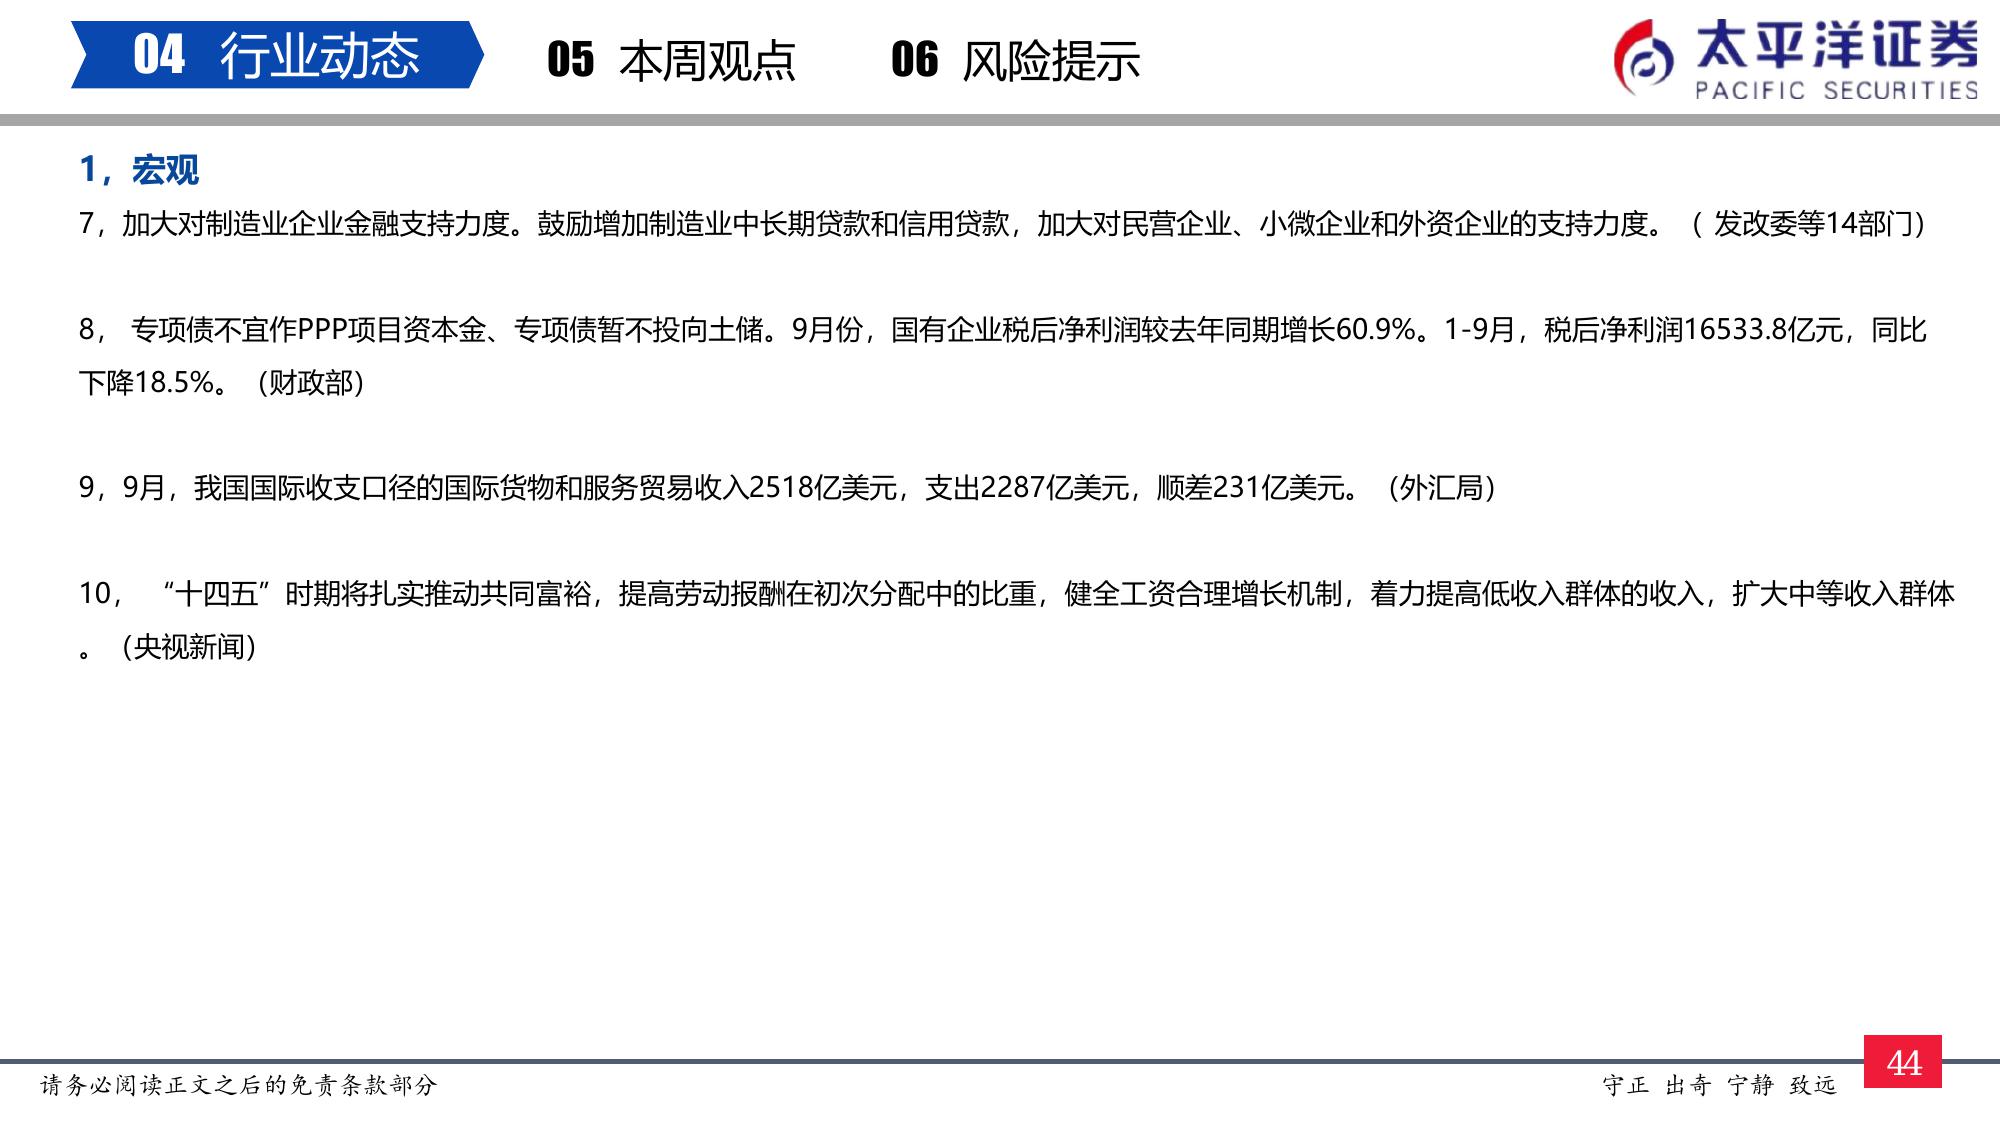 04 行业动态 05 本周观点 06 风险提示
太平洋证券
PACIFIC SECURITIES
1，宏观
7，加大对制造业企业金融支持力度。鼓励增加制造业中长期贷款和信用贷款，加大对民营企业、小微企业和外资企业的支持力度。（ 发改委等14部门）
8， 专项债不宜作PPP项目资本金、专项债暂不投向土储。9月份，国有企业税后净利润较去年同期增长60.9%。1-9月，税后净利润16533.8亿元，同比
下降18.5%。（财政部）
9，9月，我国国际收支口径的国际货物和服务贸易收入2518亿美元，支出2287亿美元，顺差231亿美元。（外汇局）
10， “十四五”时期将扎实推动共同富裕，提高劳动报酬在初次分配中的比重，健全工资合理增长机制，着力提高低收入群体的收入，扩大中等收入群体
。（央视新闻）
请务必阅读正文之后的免责条款部分
守正 出奇 宁静 致远
44